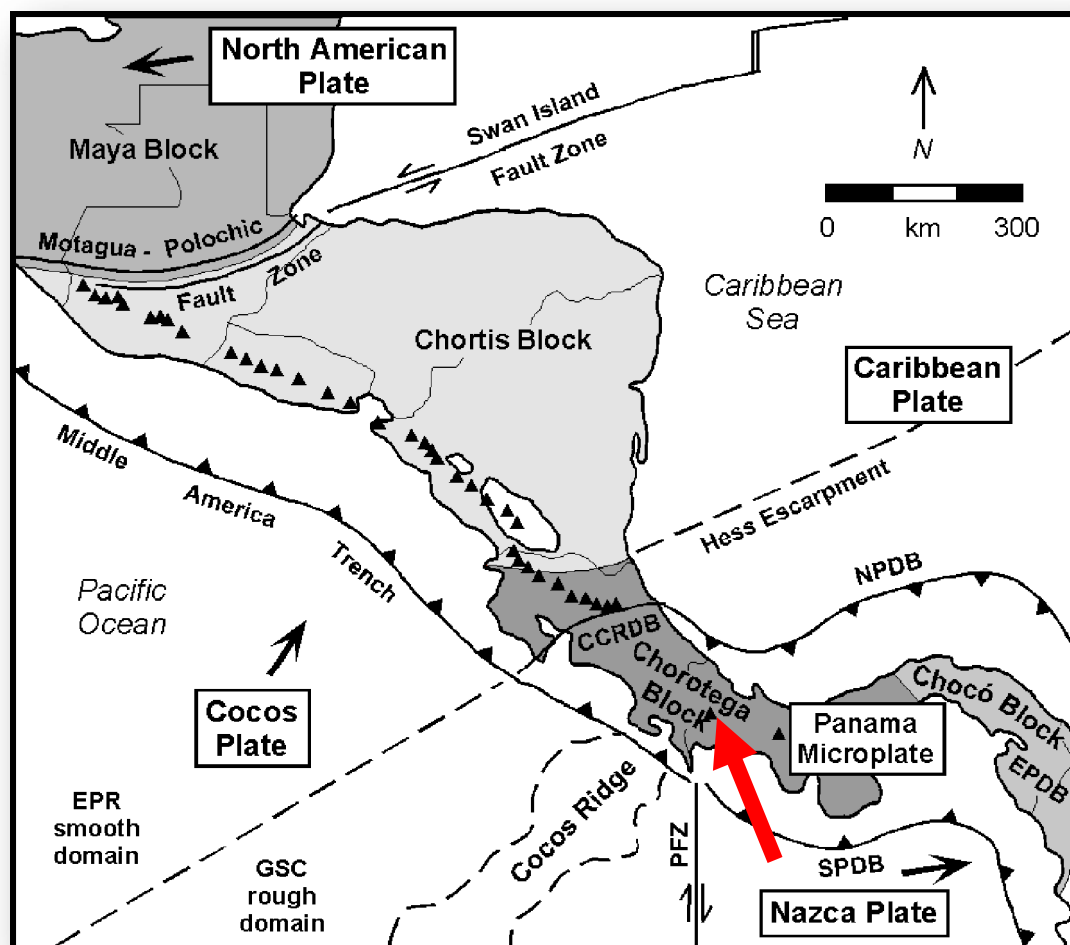 North American
Plate
Maya Block
Swan Island
Fault Zone
N
0 km 300
Motagua - Polochic
Fault Zone
Caribbean
Sea
Chortis Block
Caribbean
Plate
Middle
America
Trench
Hess Escarpment
Pacific
Ocean
NPDB
CCRDB
Chorotega
Block
Chocó Block
Cocos
Plate
Panama
Microplate
EPDB
EPR
smooth
domain
Cocos Ridge
GSC
rough
domain
PFZ
SPDB
Nazca Plate